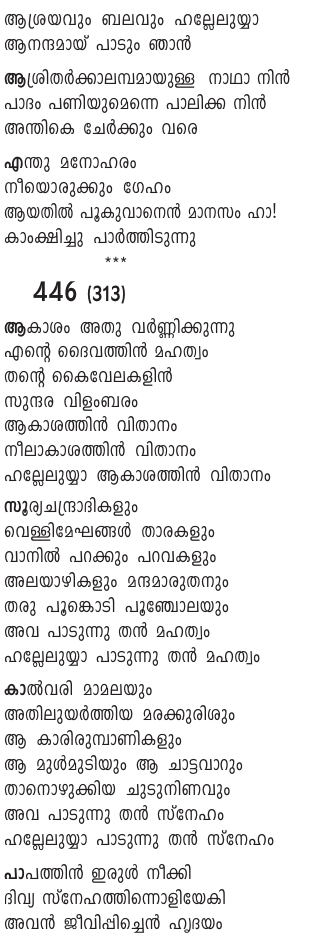 ആശ്രയവും ബലവും ഹല്ലേലുയ്യാ
ആനന്ദമായ് പാടും ഞാൻ
ആശ്രിതർക്കാലമ്പമായുള്ള നാഥാ നിൻ
പാദം പണിയുമെന്നെ പാലിക്ക നിൻ
അന്തികെ ചേർക്കും വരെ
എന്തു മനോഹരം
നീയൊരുക്കും ഗേഹം
ആയതിൽ പൂകുവാനെൻ മാനസം ഹാ!
കാംക്ഷിച്ചു പാർത്തിടുന്നു
***
446 (313)
ആകാശം അതു വർണ്ണിക്കുന്നു
എന്റെ ദൈവത്തിൻ മഹത്വം
തന്റെ കൈവേലകളിൻ
സുന്ദര വിളംബരം
ആകാശത്തിൻ വിതാനം
നീലാകാശത്തിൻ വിതാനം
ഹല്ലേലുയ്യാ ആകാശത്തിൻ വിതാനം
സൂര്യചന്ദ്രാദികളും
വെള്ളിമേഘങ്ങൾ താരകളും
വാനിൽ പറക്കും പറവകളും
അലയാഴികളും മന്ദമാരുതനും
തരു പൂങ്കൊടി പൂഞ്ചോലയും
അവ പാടുന്നു തൻ മഹത്വം
ഹല്ലേലുയ്യാ പാടുന്നു തൻ മഹത്വം
കാൽവരി മാമലയും
അതിലുയർത്തിയ മരക്കുരിശും
ആ കാരിരുമ്പാണികളും
ആ മുൾമുടിയും ആ ചാട്ടവാറും
താനൊഴുക്കിയ ചുടുനിണവും
അവ പാടുന്നു തൻ സ്നേഹം
ഹല്ലേലുയ്യാ പാടുന്നു തൻ സ്നേഹം
പാപത്തിൻ ഇരുൾ നീക്കി
ദിവ്യ സ്നേഹത്തിന്നൊളിയേകി
അവൻ ജീവിപ്പിച്ചെൻ ഹൃദയം